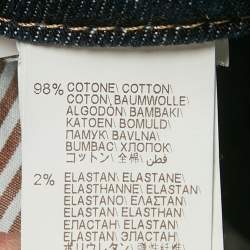 98% COTONE\ COTTON\
COTON\ BAUMWOLLE\
ALGODÓN\ BAMBAKI\
KATOEN\ BOMULD\
ПАМУК\ BAVLNA\
BUMBAC\ ХЛОПОК\
コットン\ 全棉\ قطن\
2% ELASTAN\ ELASTANE\
ELASTHANNE\ ELASTAN\
ELASTANO\ ΕΛΑΣΤΑΝ\
ELASTAAN\ ELASTAN\
ЕЛАСТАН\ ELASTAN\
ELASTAN\ ЭЛАСТАН\